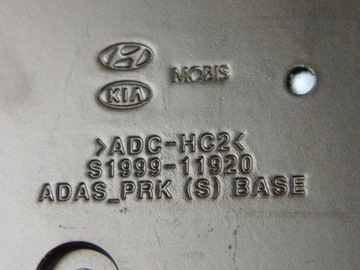 MOBIS
KIA
>ADC-HC2<
S1999-11920
ADAS_PRK (S) BASE